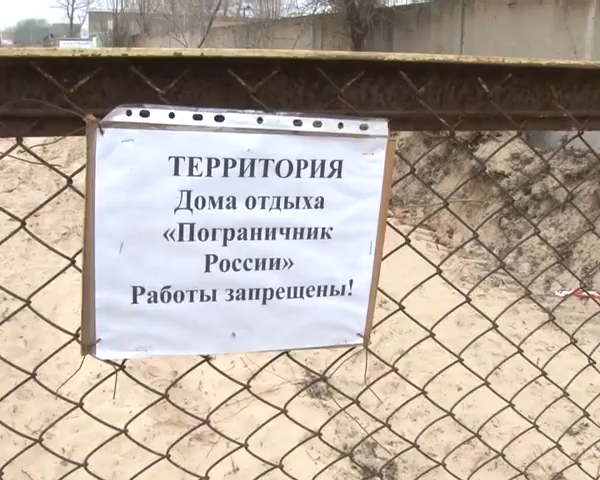 ТЕРРИТОРИЯ
Дома отдыха
«Пограничник
России»
Работы запрещены!